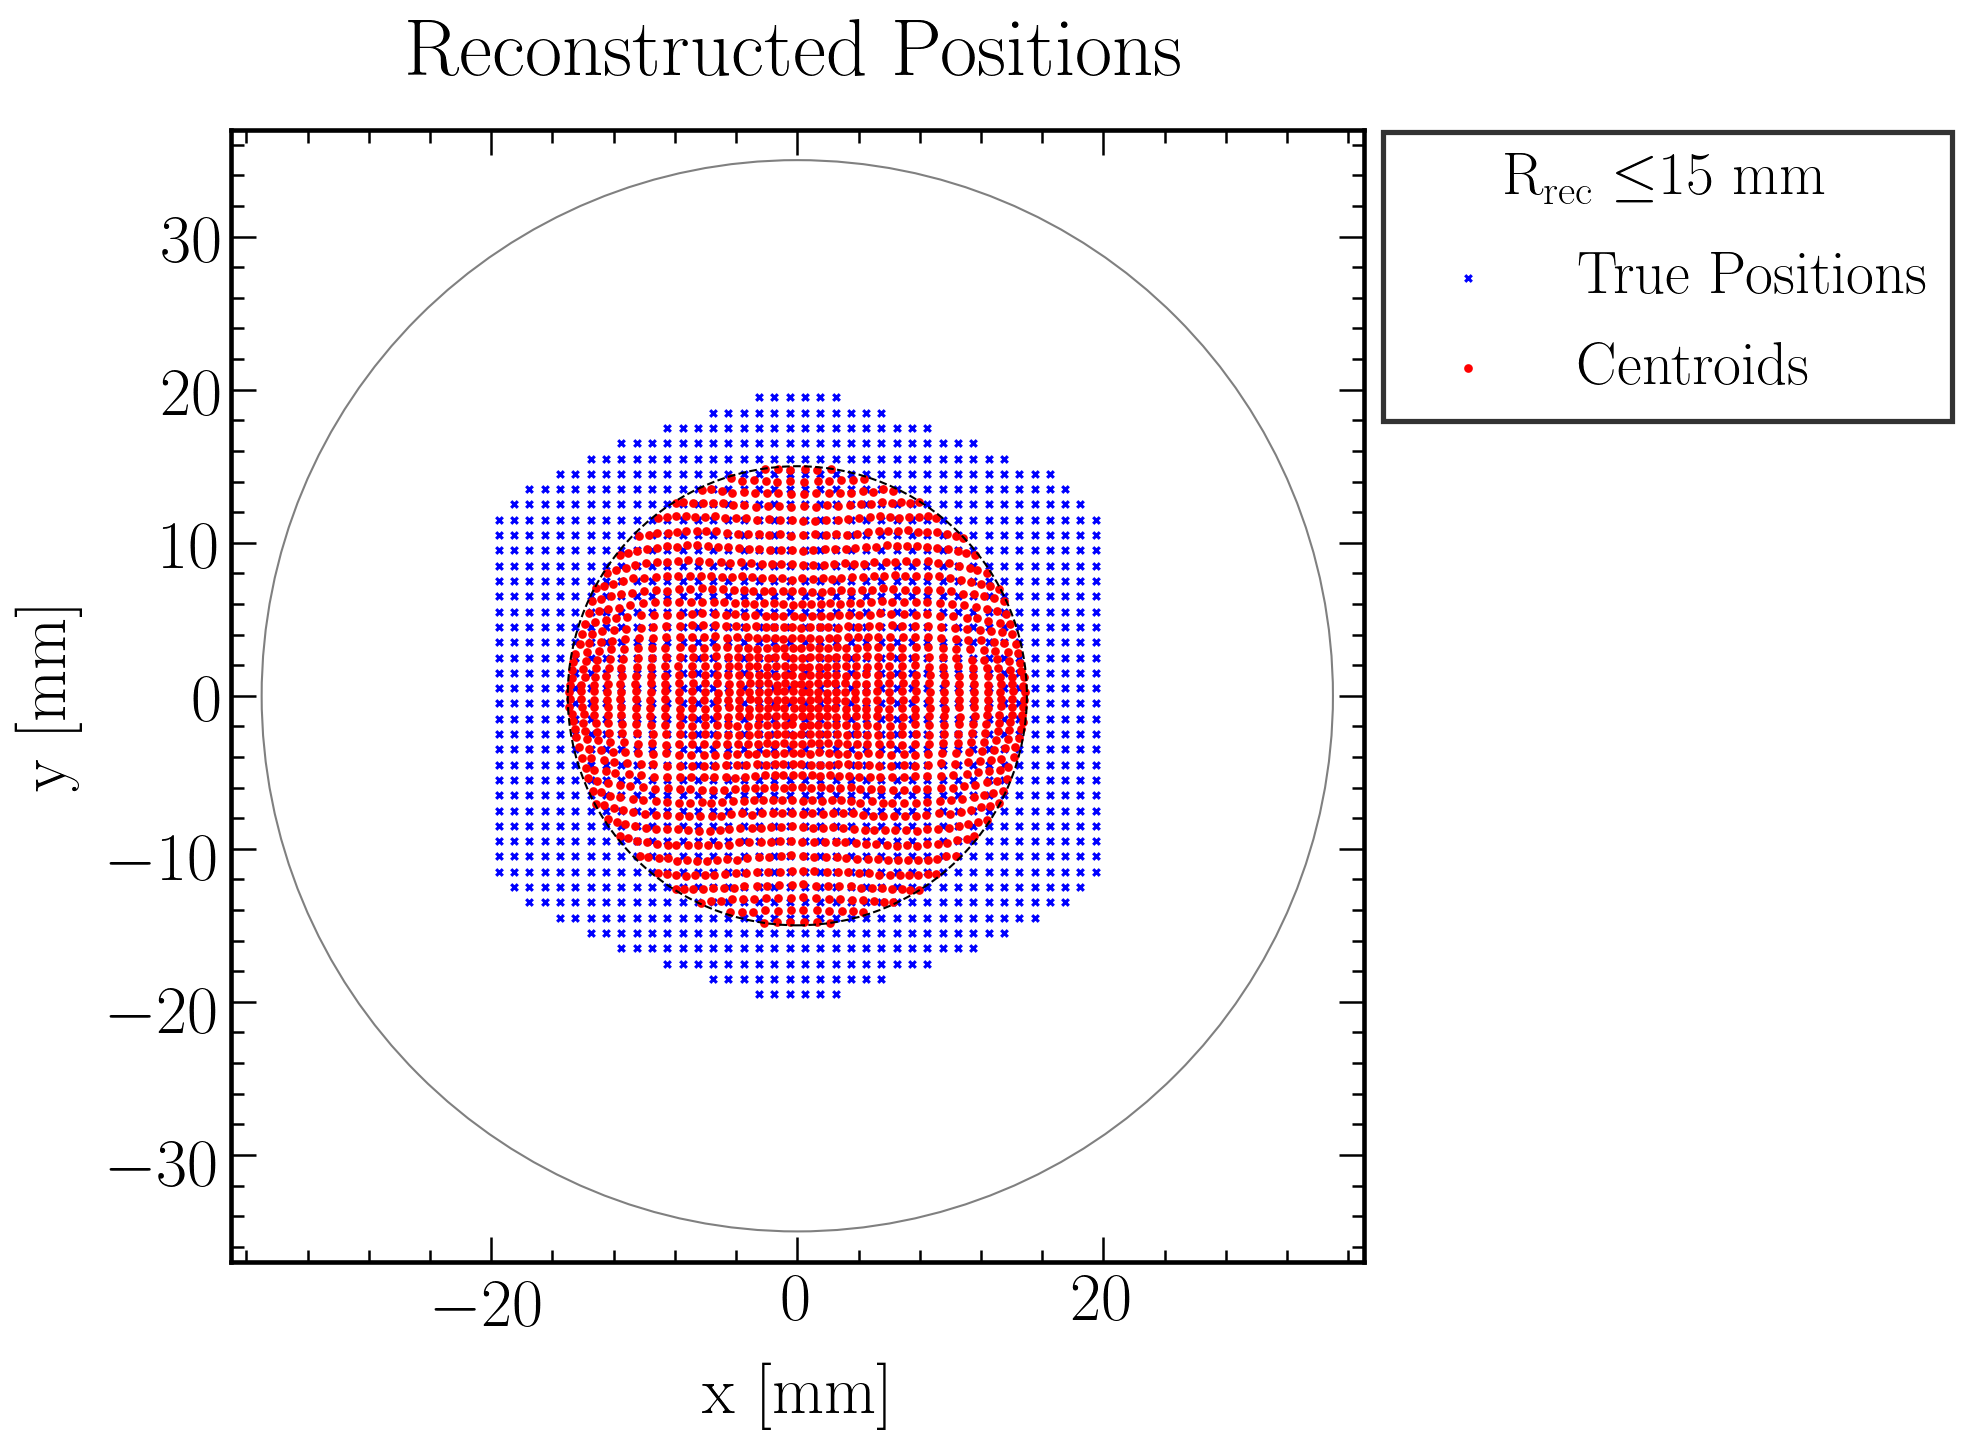 Reconstructed Positions
R_rec ≤15 mm
True Positions
Centroids
y [mm]
30
20
10
0
−10
−20
−30
−20 0 20
x [mm]